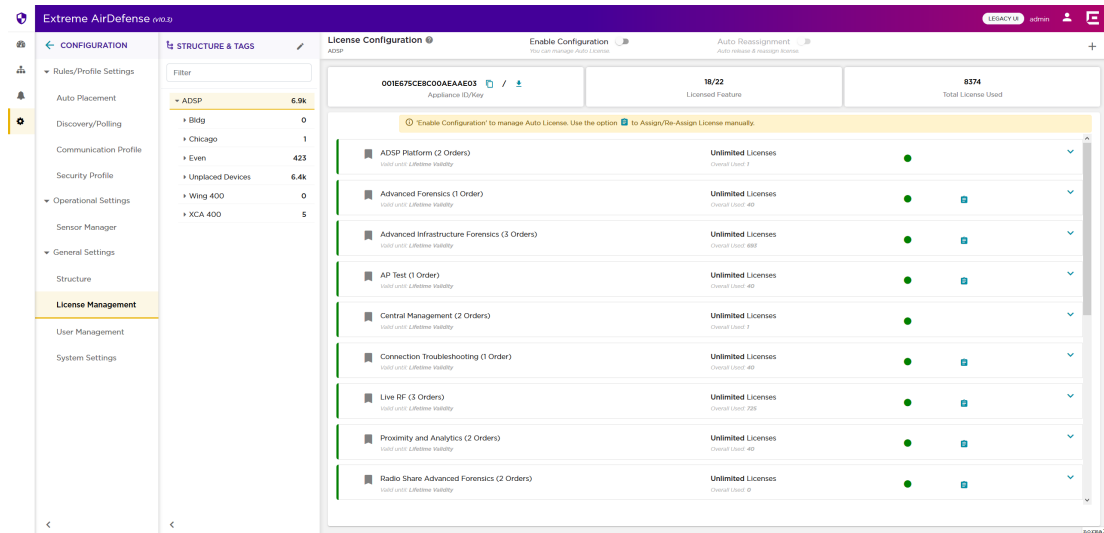 Extreme AirDefense (v10.3)
LEGACY UI admin
CONFIGURATION
Rules/Profile Settings
Auto Placement
Discovery/Polling
Communication Profile
Security Profile
Operational Settings
Sensor Manager
General Settings
Structure
License Management
User Management
System Settings
STRUCTURE & TAGS
Filter
ADSP 6.9k
Bldg 0
Chicago 1
Even 423
Unplaced Devices 6.4k
Wing 400 0
XCA 400 5
License Configuration
ADSP
Enable Configuration
You can manage Auto License.
Auto Reassignment
Auto release & reassign license.
001E675CE8C00AEAAE03 /
Appliance ID/Key
18/22
Licensed Feature
8374
Total License Used
'Enable Configuration' to manage Auto License. Use the option to Assign/Re-Assign License manually.
ADSP Platform (2 Orders) Unlimited Licenses
Valid until: Lifetime Validity Overall Used: 1
Advanced Forensics (1 Order) Unlimited Licenses
Valid until: Lifetime Validity Overall Used: 40
Advanced Infrastructure Forensics (3 Orders) Unlimited Licenses
Valid until: Lifetime Validity Overall Used: 693
AP Test (1 Order) Unlimited Licenses
Valid until: Lifetime Validity Overall Used: 40
Central Management (2 Orders) Unlimited Licenses
Valid until: Lifetime Validity Overall Used: 1
Connection Troubleshooting (1 Order) Unlimited Licenses
Valid until: Lifetime Validity Overall Used: 40
Live RF (3 Orders) Unlimited Licenses
Valid until: Lifetime Validity Overall Used: 725
Proximity and Analytics (2 Orders) Unlimited Licenses
Valid until: Lifetime Validity Overall Used: 40
Radio Share Advanced Forensics (2 Orders) Unlimited Licenses
Valid until: Lifetime Validity Overall Used: 0